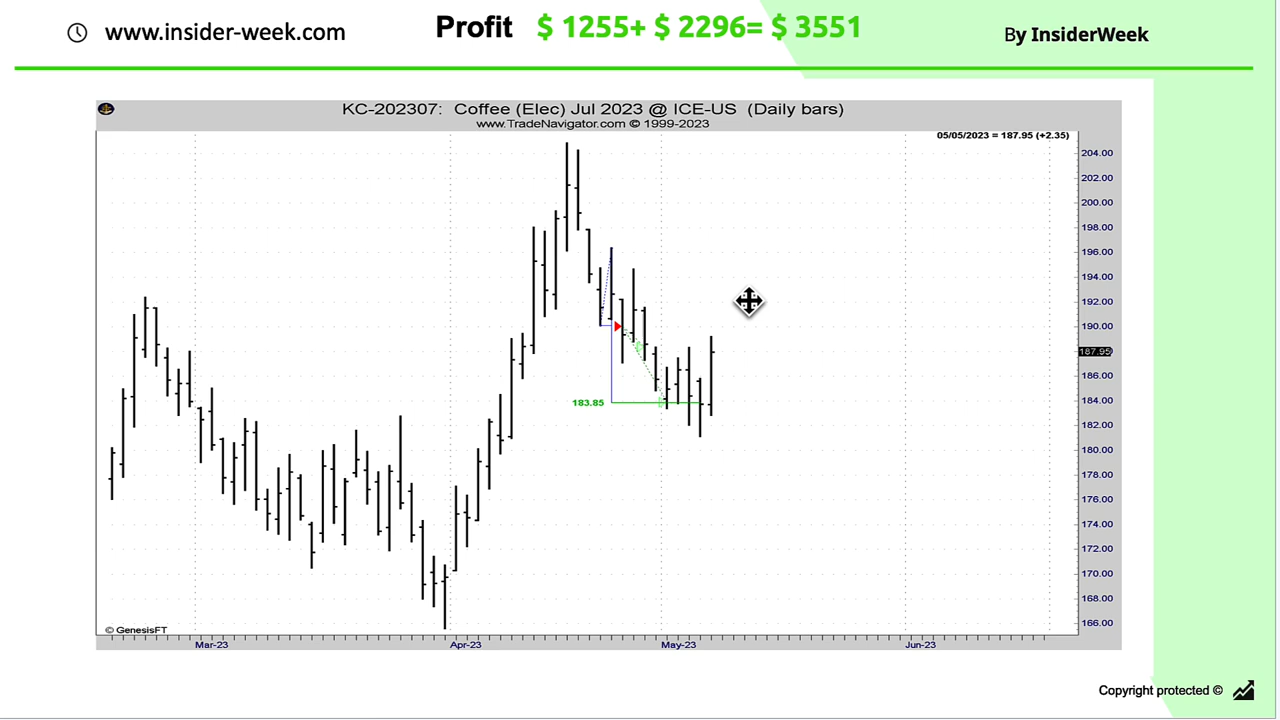 www.insider-week.com
Profit $ 1255+ $ 2296= $ 3551
By InsiderWeek
KC-202307: Coffee (Elec) Jul 2023 @ ICE-US (Daily bars)
www.TradeNavigator.com © 1999-2023
05/05/2023 = 187.95 (+2.35)
204.00
202.00
200.00
198.00
196.00
194.00
192.00
190.00
187.95
186.00
184.00
183.85
182.00
180.00
178.00
176.00
174.00
172.00
170.00
168.00
166.00
© GenesisFT
Mar-23
Apr-23
May-23
Jun-23
Copyright protected ©